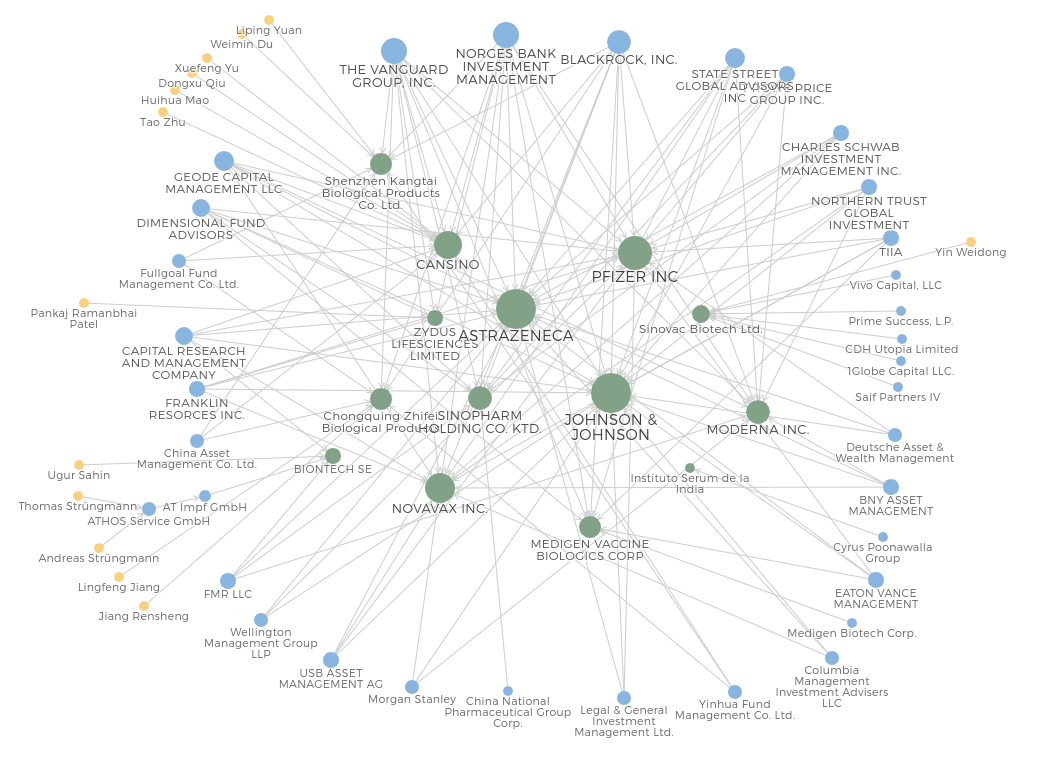 Liping Yuan
Weimin Du
Xuefeng Yu
Dongxu Qiu
Huihua Mao
Tao Zhu
THE VANGUARD
GROUP, INC.
NORGES BANK
INVESTMENT
MANAGEMENT
BLACKROCK, INC.
STATE STREET
GLOBAL ADVISORS
INC
PRICE
GROUP INC.
CHARLES SCHWAB
INVESTMENT
MANAGEMENT INC.
GEODE CAPITAL
MANAGEMENT LLC
Shenzhen Kangtai
Biological Products
Co. Ltd.
NORTHERN TRUST
GLOBAL
INVESTMENT
DIMENSIONAL FUND
ADVISORS
CANSINO
PFIZER INC
TIIA
Yin Weidong
Fullgoal Fund
Management Co. Ltd.
Vivo Capital, LLC
Pankaj Ramanbhai
Patel
ZYDUS
LIFESCIENCES
LIMITED
ASTRAZENECA
Sinovac Biotech Ltd.
Prime Success, L.P.
CDH Utopia Limited
1Globe Capital LLC.
Saif Partners IV
CAPITAL RESEARCH
AND MANAGEMENT
COMPANY
FRANKLIN
RESORCES INC.
Chongquing Zhifei
Biological Products
SINOPHARM
HOLDING CO. KTD.
JOHNSON &
JOHNSON
MODERNA INC.
Deutsche Asset &
Wealth Management
China Asset
Management Co. Ltd.
BIONTECH SE
Ugur Sahin
Instituto Serum de la
India
Thomas Strüngmann
AT Impf GmbH
ATHOS Service GmbH
NOVAVAX INC.
BNY ASSET
MANAGEMENT
Andreas Strüngmann
MEDIGEN VACCINE
BIOLOGICS CORP
Cyrus Poonawalla
Group
Lingfeng Jiang
Jiang Rensheng
FMR LLC
EATON VANCE
MANAGEMENT
Wellington
Management Group
LLP
Medigen Biotech Corp.
USB ASSET
MANAGEMENT AG
Columbia
Management
Investment Advisers
LLC
Morgan Stanley
China National
Pharmaceutical Group
Corp.
Legal & General
Investment
Management Ltd.
Yinhua Fund
Management Co. Ltd.